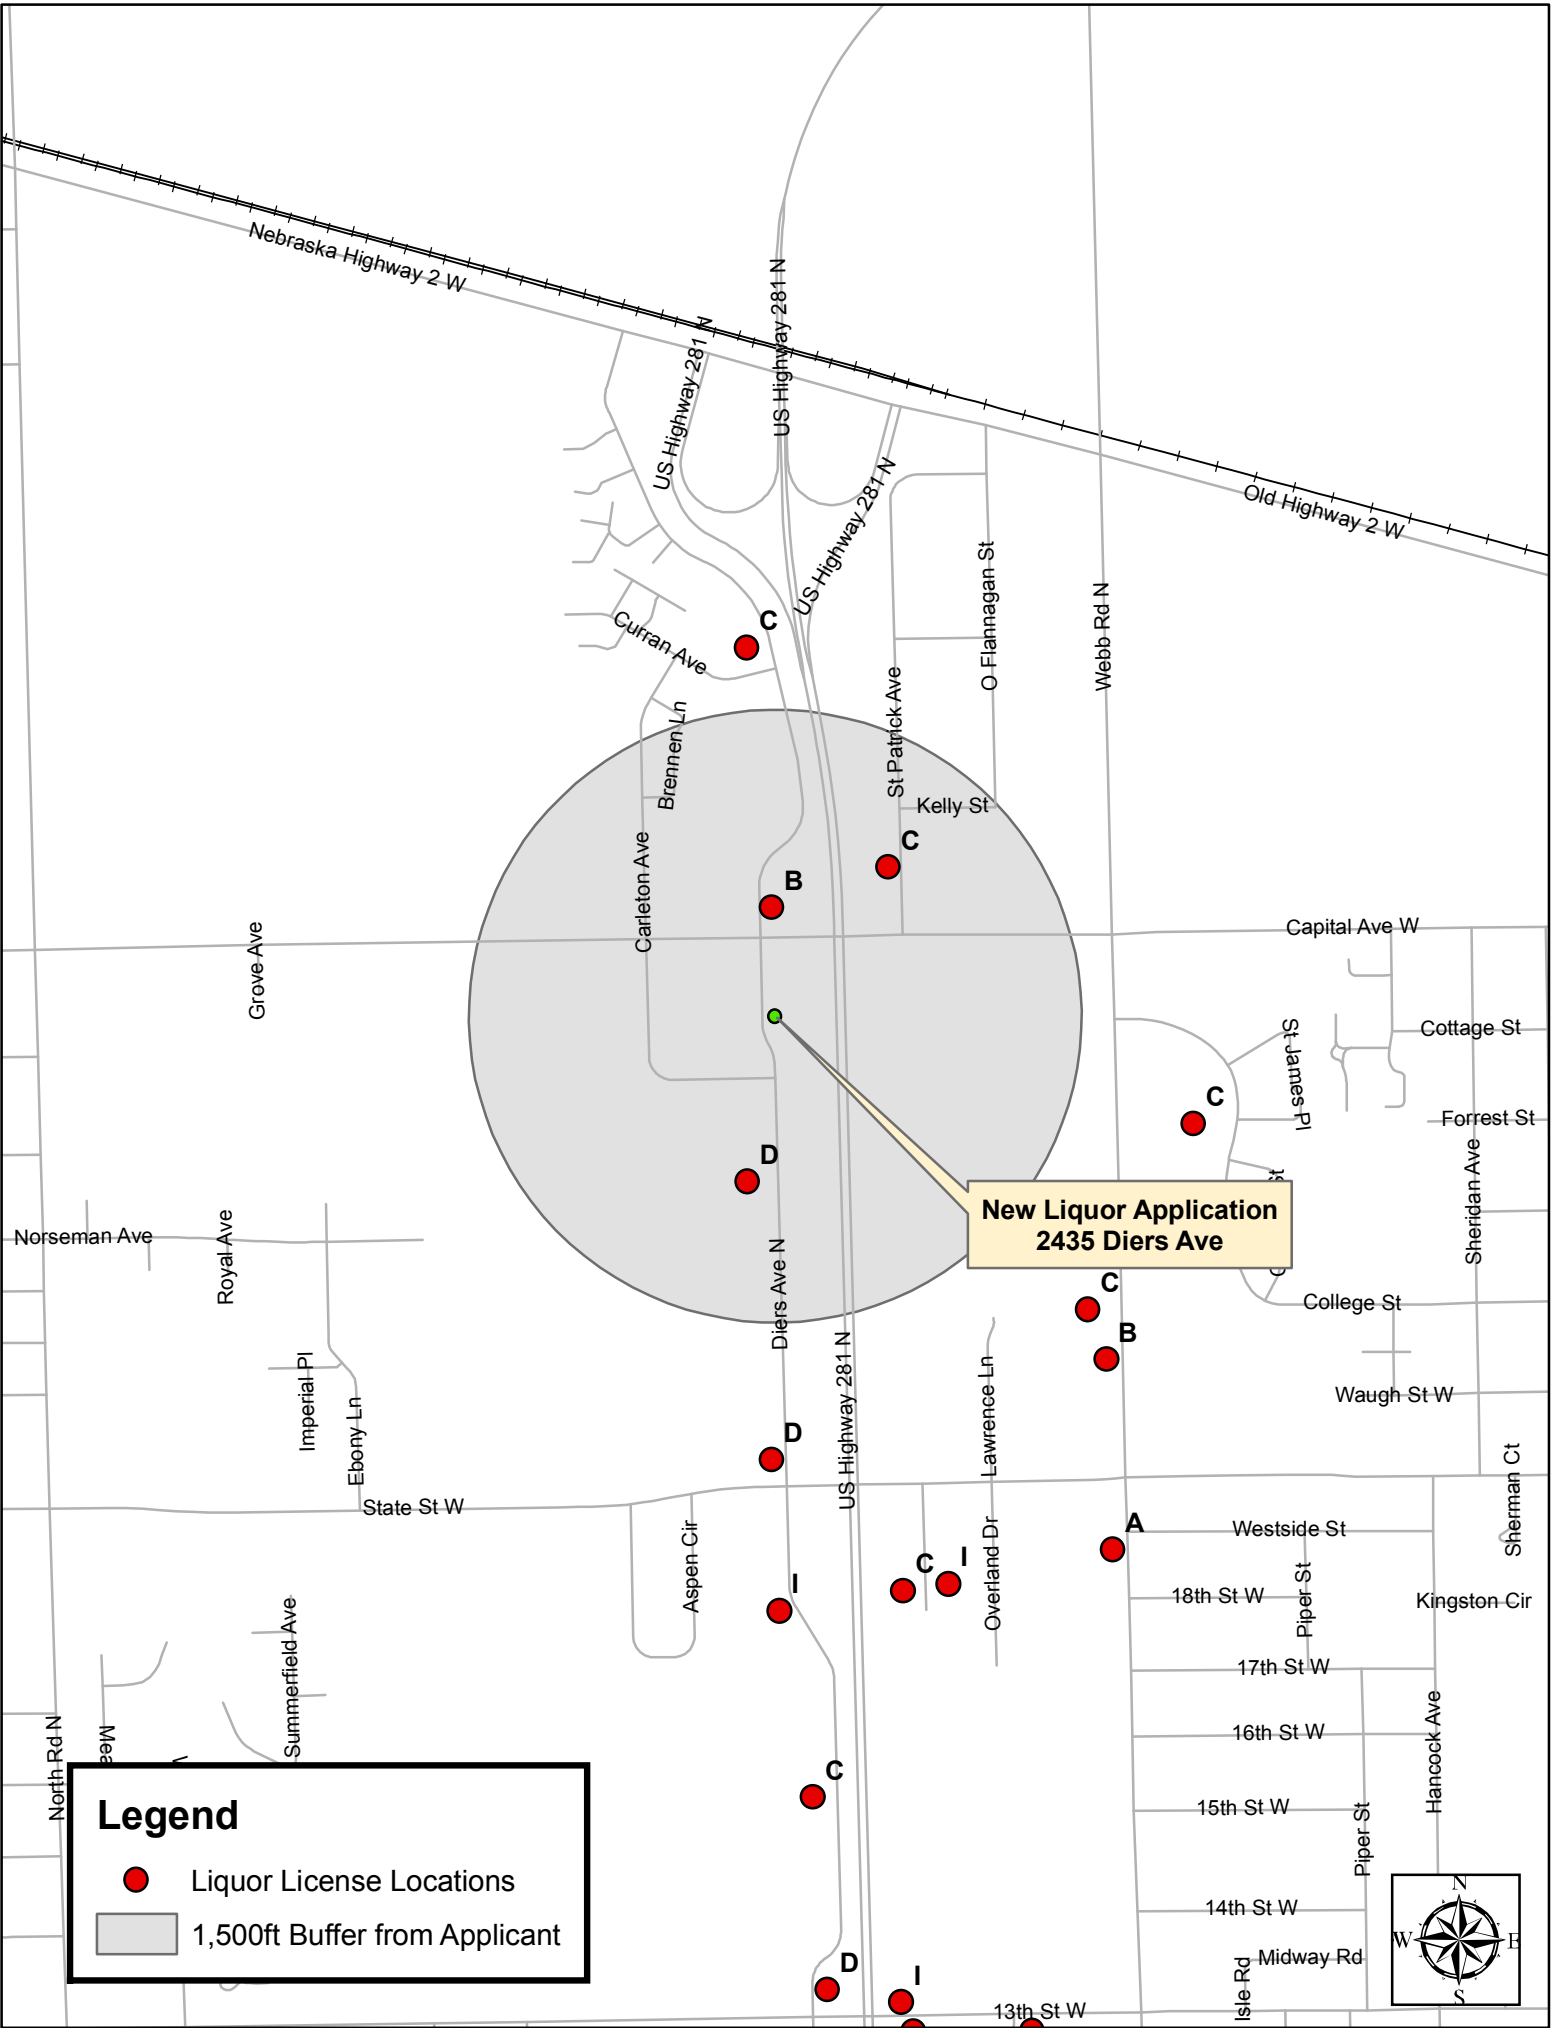 Nebraska Highway 2 W
US Highway 281 N
US Highway 281 N
US Highway 281 N
Old Highway 2 W
O Flannagan St
Webb Rd N
C
Curran Ave
St Patrick Ave
Brennen Ln
Kelly St
C
Carleton Ave
B
Capital Ave W
Grove Ave
Cottage St
St James Pl
C
Forrest St
D
Sheridan Ave
New Liquor Application
2435 Diers Ave
Norseman Ave
Royal Ave
Diers Ave N
C
College St
B
US Highway 281 N
Imperial Pl
Ebony Ln
Lawrence Ln
Waugh St W
D
Sherman Ct
State St W
Aspen Cir
A
Westside St
C
I
I
Overland Dr
18th St W
Piper St
Kingston Cir
Summerfield Ave
17th St W
North Rd N
Mea
16th St W
Hancock Ave
C
15th St W
Piper St
Legend
Liquor License Locations
1,500ft Buffer from Applicant
14th St W
N
W
E
S
Midway Rd
Isle Rd
D
I
13th St W